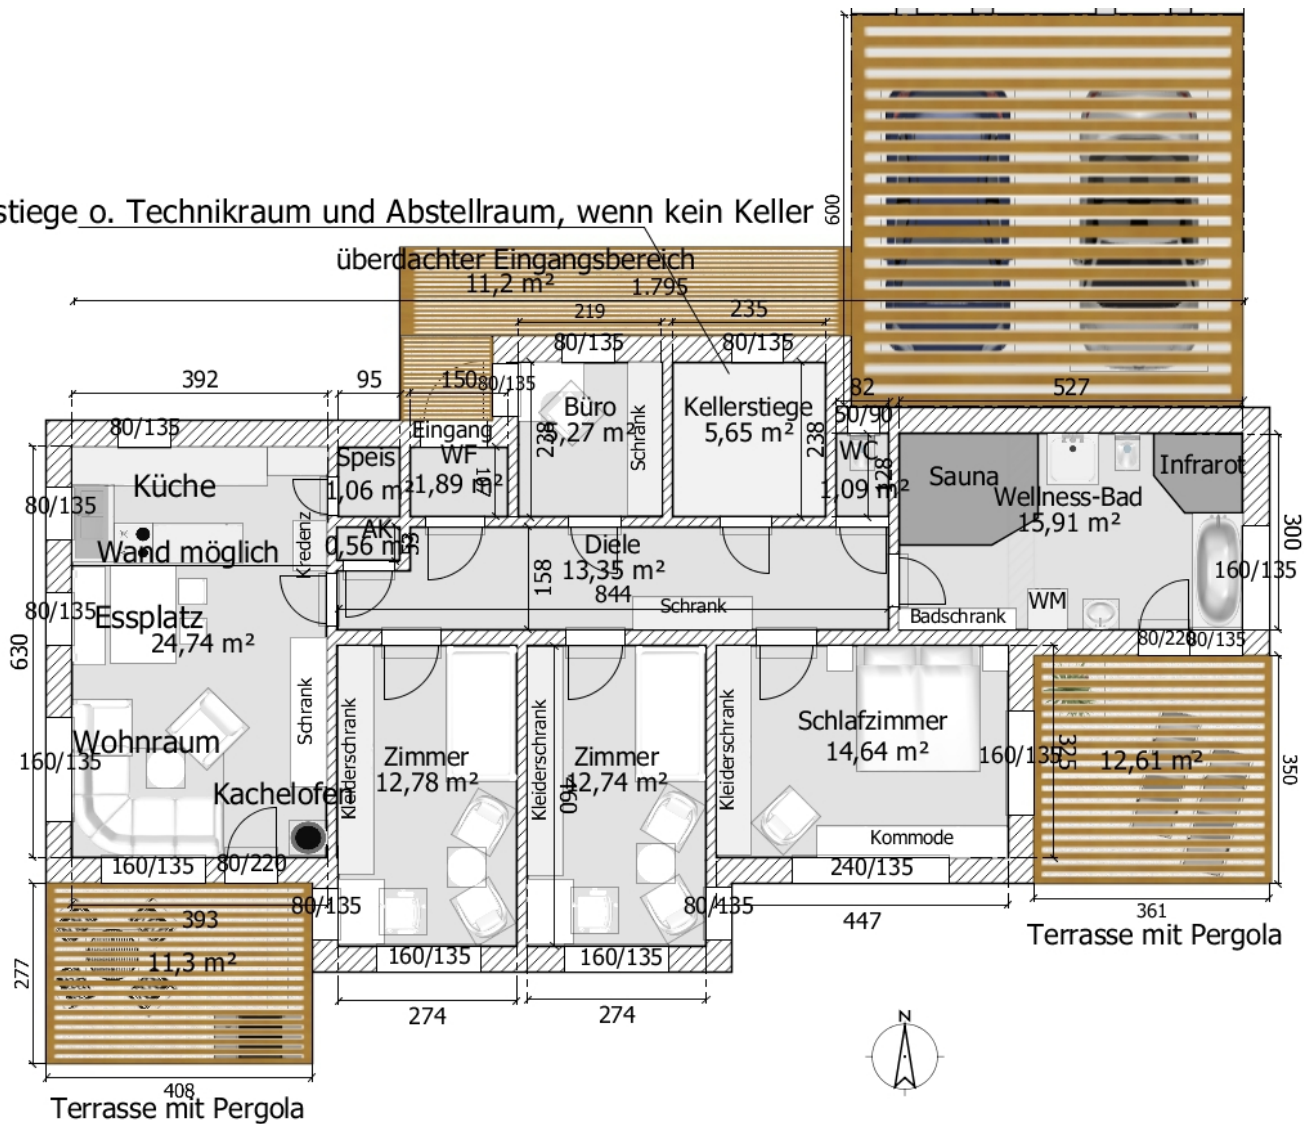 stiege o. Technikraum und Abstellraum, wenn kein Keller
600
überdachter Eingangsbereich
11,2 m²
1.795
219
235
80/135
80/135
392
95
150
80/135
82
527
50/90
80/135
Eingang
WF
1,89 m²
Büro
5,27 m²
238
Schrank
Kellerstiege
5,65 m²
238
WC
1,09 m²
128
Sauna
Wellness-Bad
15,91 m²
Infrarot
300
Küche
Speis
1,06 m²
80/135
AK
0,56 m²
53
Kredenz
Wand möglich
Diele
13,35 m²
844
158
Schrank
160/135
Badschrank
WM
80/135
Essplatz
24,74 m²
630
80/220
80/135
Schrank
Wohnraum
160/135
Kachelofen
Kleiderschrank
Zimmer
12,78 m²
Kleiderschrank
Zimmer
12,74 m²
460
Kleiderschrank
Schlafzimmer
14,64 m²
160/135
325
12,61 m²
350
Kommode
160/135
80/220
240/135
80/135
80/135
393
447
361
Terrasse mit Pergola
11,3 m²
277
160/135
160/135
274
274
N
408
Terrasse mit Pergola